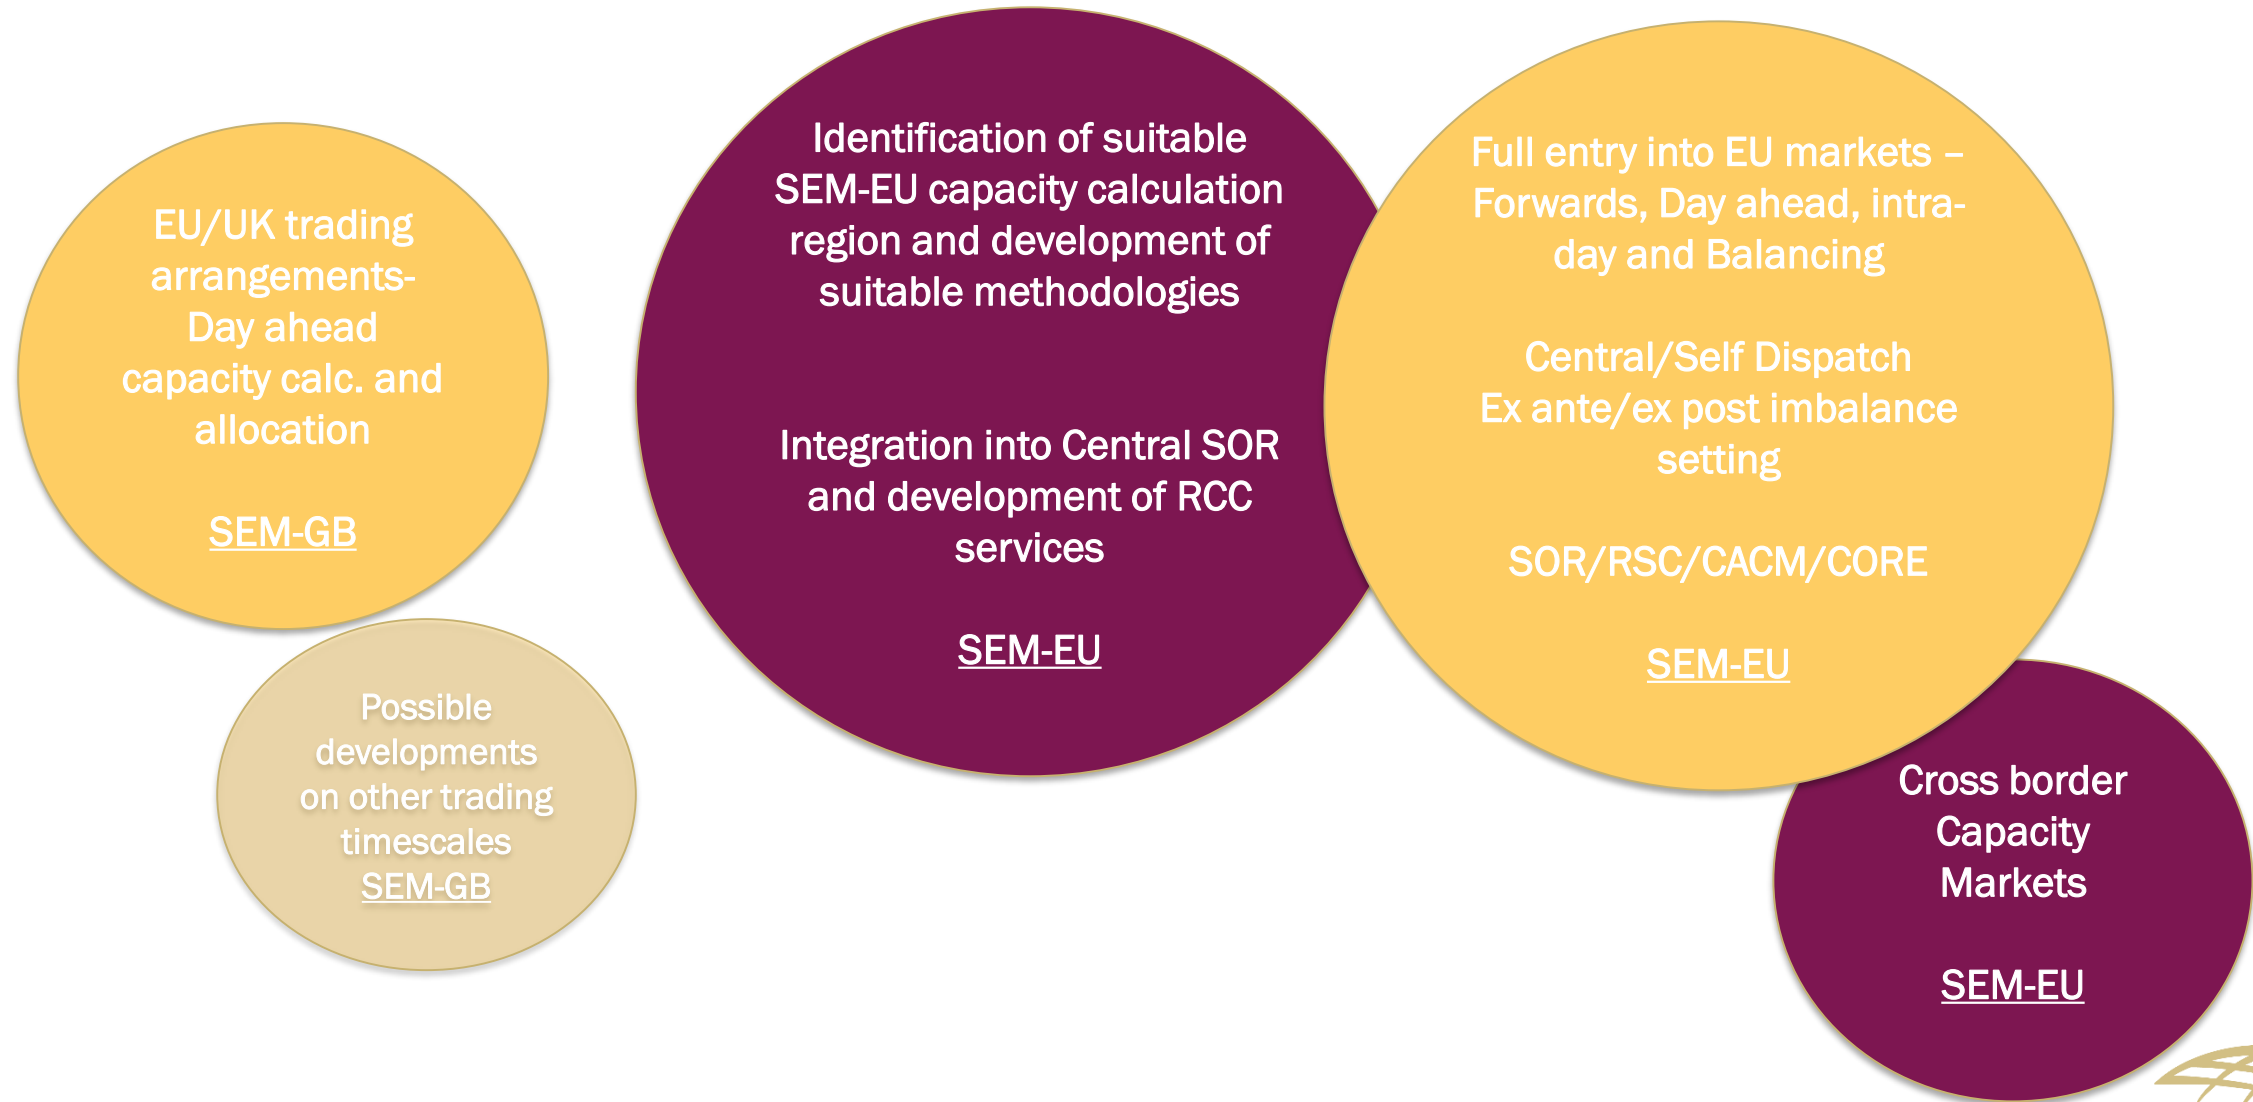 EU/UK trading
arrangements-
Day ahead
capacity calc. and
allocation
SEM-GB
Possible
developments
on other trading
timescales
SEM-GB
Identification of suitable
SEM-EU capacity calculation
region and development of
suitable methodologies
Integration into Central SOR
and development of RCC
services
SEM-EU
Full entry into EU markets –
Forwards, Day ahead, intra-
day and Balancing
Central/Self Dispatch
Ex ante/ex post imbalance
setting
SOR/RSC/CACM/CORE
SEM-EU
Cross border
Capacity
Markets
SEM-EU